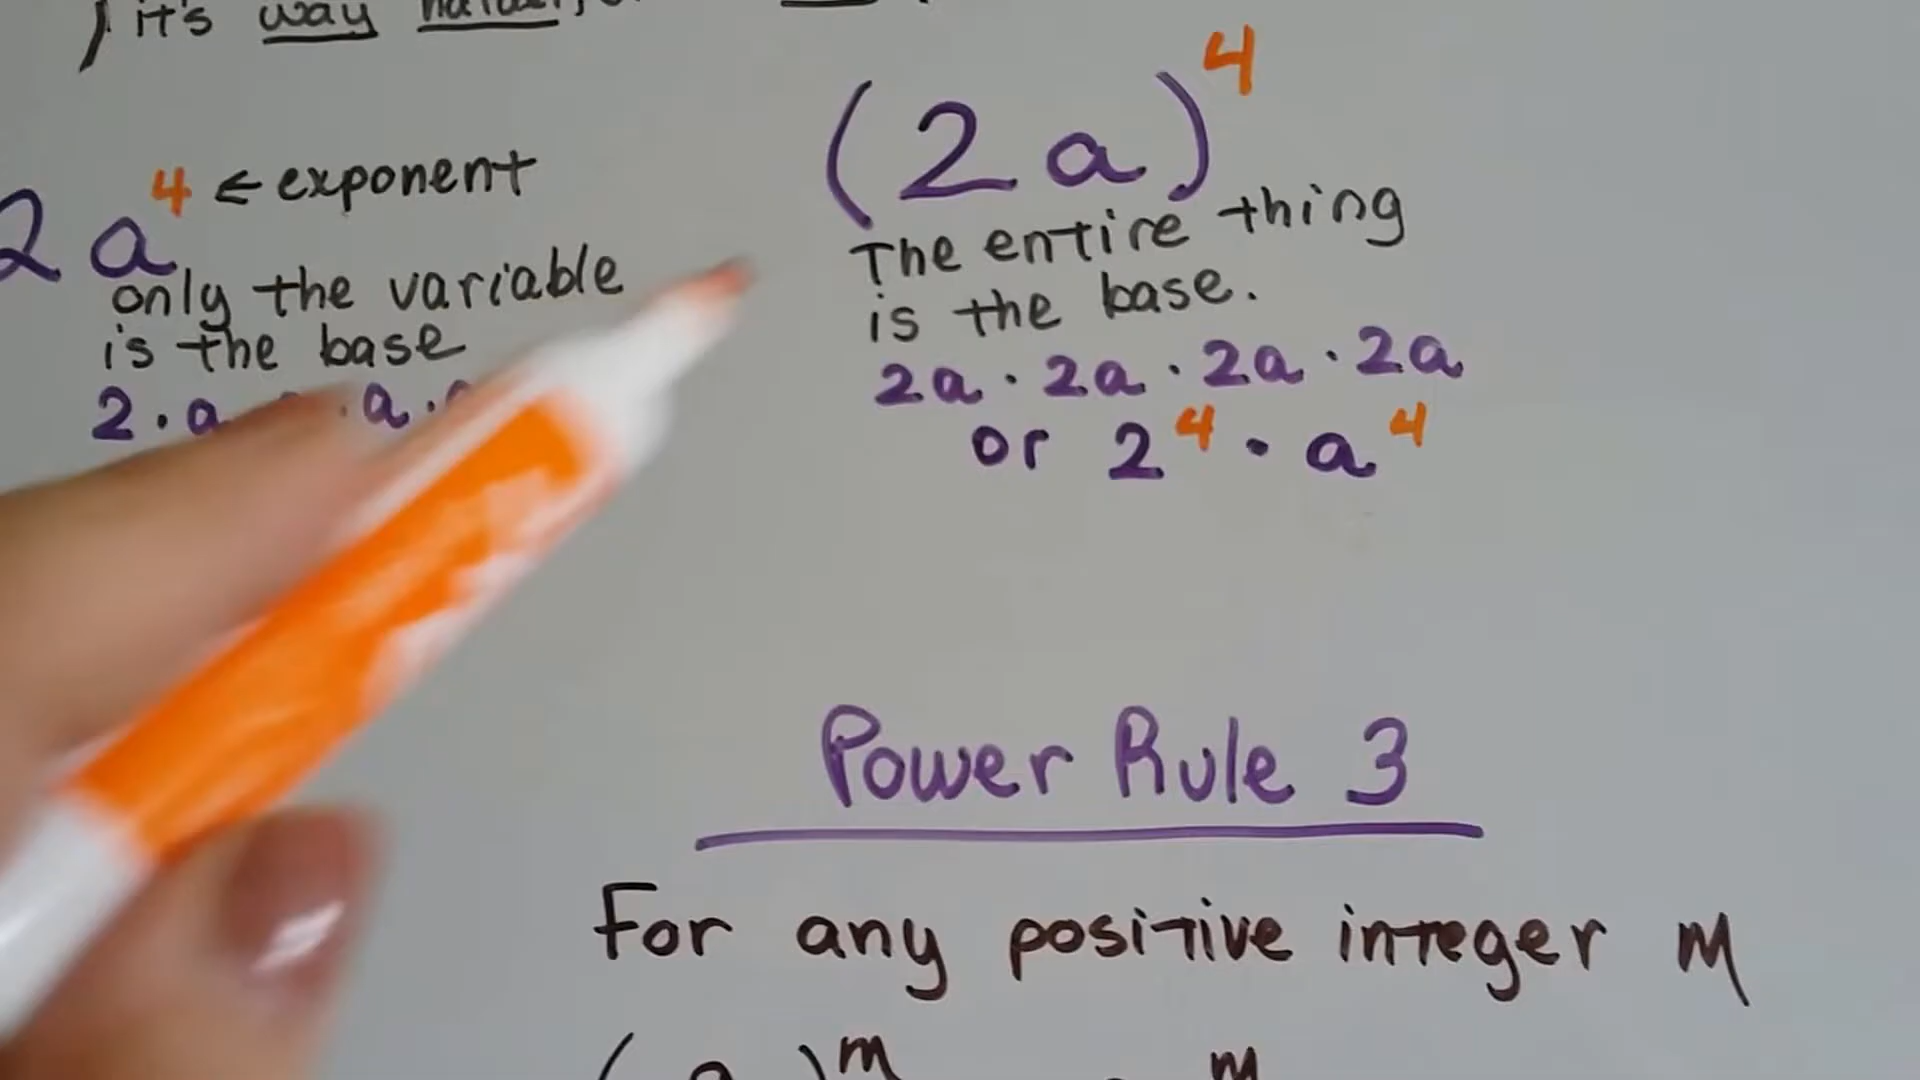 it's way
2a⁴ ← exponent
only the variable
is the base
2 · a · a ·
(2a)⁴
The entire thing
is the base.
2a · 2a · 2a · 2a
or 2⁴ · a⁴
Power Rule 3
For any positive integer m
m m